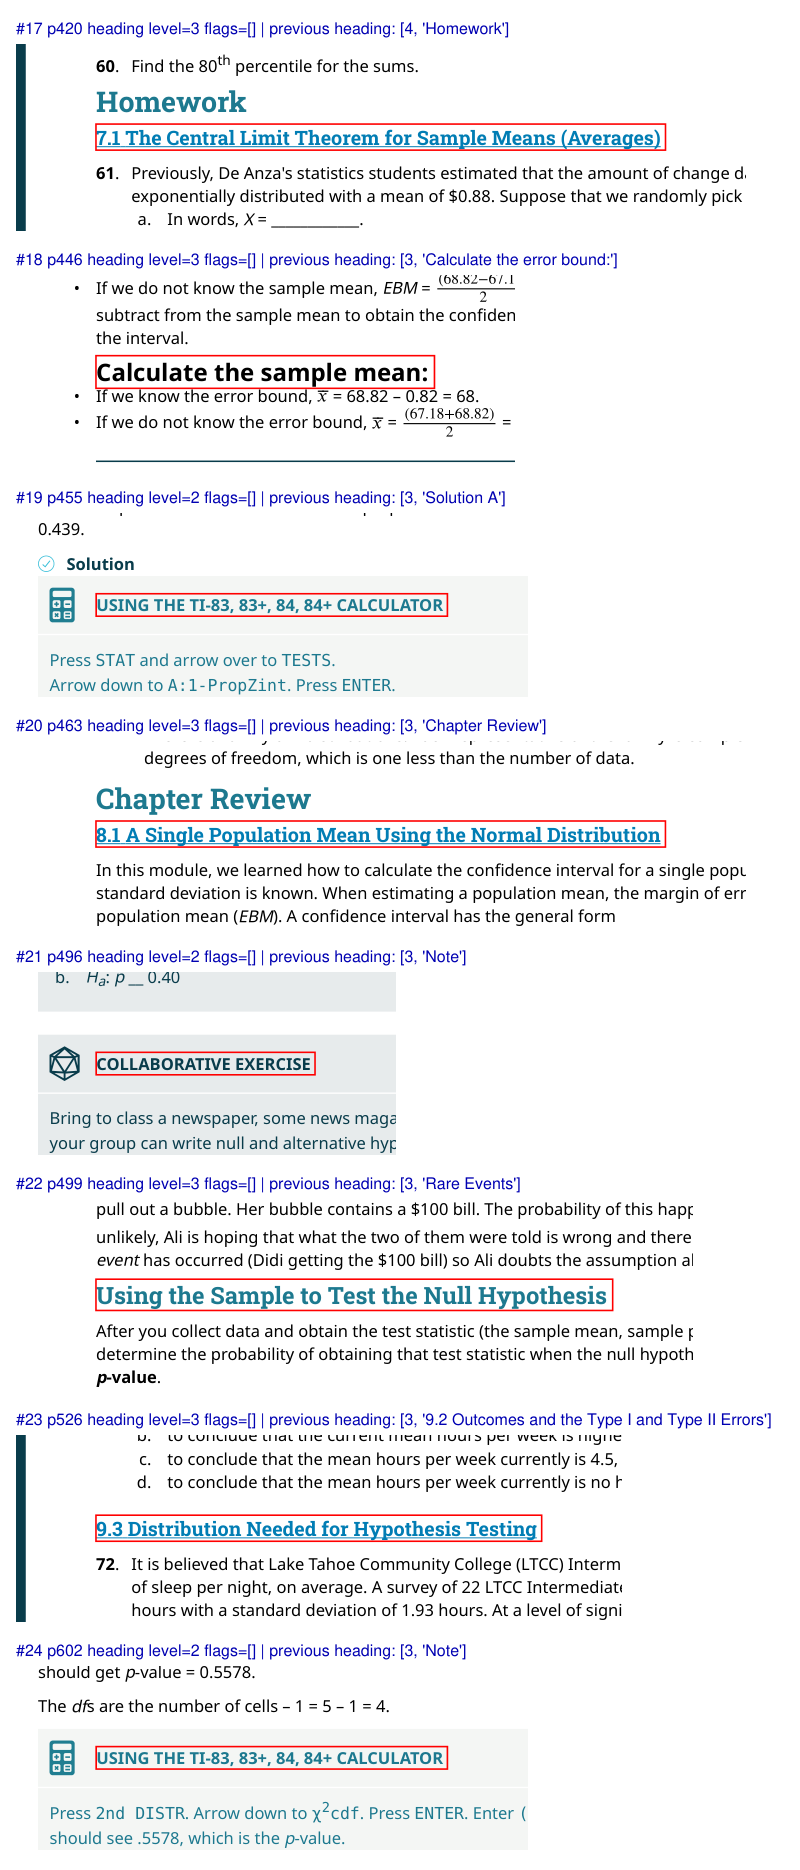 #17 p420 heading level=3 flags=[] | previous heading: [4, 'Homework']
60. Find the 80th percentile for the sums.
Homework
7.1 The Central Limit Theorem for Sample Means (Averages)
61. Previously, De Anza's statistics students estimated that the amount of change
exponentially distributed with a mean of $0.88. Suppose that we randomly pick
a. In words, X = ___________.
#18 p446 heading level=3 flags=[] | previous heading: [3, 'Calculate the error bound:']
• If we do not know the sample mean, EBM = (68.82−67.1 / 2
subtract from the sample mean to obtain the confiden
the interval.
Calculate the sample mean:
• If we know the error bound, x̅ = 68.82 – 0.82 = 68.
• If we do not know the error bound, x̅ = (67.18+68.82) / 2 =
#19 p455 heading level=2 flags=[] | previous heading: [3, 'Solution A']
0.439.
Solution
USING THE TI-83, 83+, 84, 84+ CALCULATOR
Press STAT and arrow over to TESTS.
Arrow down to A:1-PropZint. Press ENTER.
#20 p463 heading level=3 flags=[] | previous heading: [3, 'Chapter Review']
degrees of freedom, which is one less than the number of data.
Chapter Review
8.1 A Single Population Mean Using the Normal Distribution
In this module, we learned how to calculate the confidence interval for a single popu
standard deviation is known. When estimating a population mean, the margin of err
population mean (EBM). A confidence interval has the general form
#21 p496 heading level=2 flags=[] | previous heading: [3, 'Note']
b. Ha: p __ 0.40
COLLABORATIVE EXERCISE
Bring to class a newspaper, some news maga
your group can write null and alternative hyp
#22 p499 heading level=3 flags=[] | previous heading: [3, 'Rare Events']
pull out a bubble. Her bubble contains a $100 bill. The probability of this happ
unlikely, Ali is hoping that what the two of them were told is wrong and there
event has occurred (Didi getting the $100 bill) so Ali doubts the assumption al
Using the Sample to Test the Null Hypothesis
After you collect data and obtain the test statistic (the sample mean, sample p
determine the probability of obtaining that test statistic when the null hypoth
p-value.
#23 p526 heading level=3 flags=[] | previous heading: [3, '9.2 Outcomes and the Type I and Type II Errors']
b. to conclude that the current mean hours per week is highe
c. to conclude that the mean hours per week currently is 4.5,
d. to conclude that the mean hours per week currently is no h
9.3 Distribution Needed for Hypothesis Testing
72. It is believed that Lake Tahoe Community College (LTCC) Interm
of sleep per night, on average. A survey of 22 LTCC Intermediate
hours with a standard deviation of 1.93 hours. At a level of signi
#24 p602 heading level=2 flags=[] | previous heading: [3, 'Note']
should get p-value = 0.5578.
The dfs are the number of cells – 1 = 5 – 1 = 4.
USING THE TI-83, 83+, 84, 84+ CALCULATOR
Press 2nd DISTR. Arrow down to χ²cdf. Press ENTER. Enter (
should see .5578, which is the p-value.